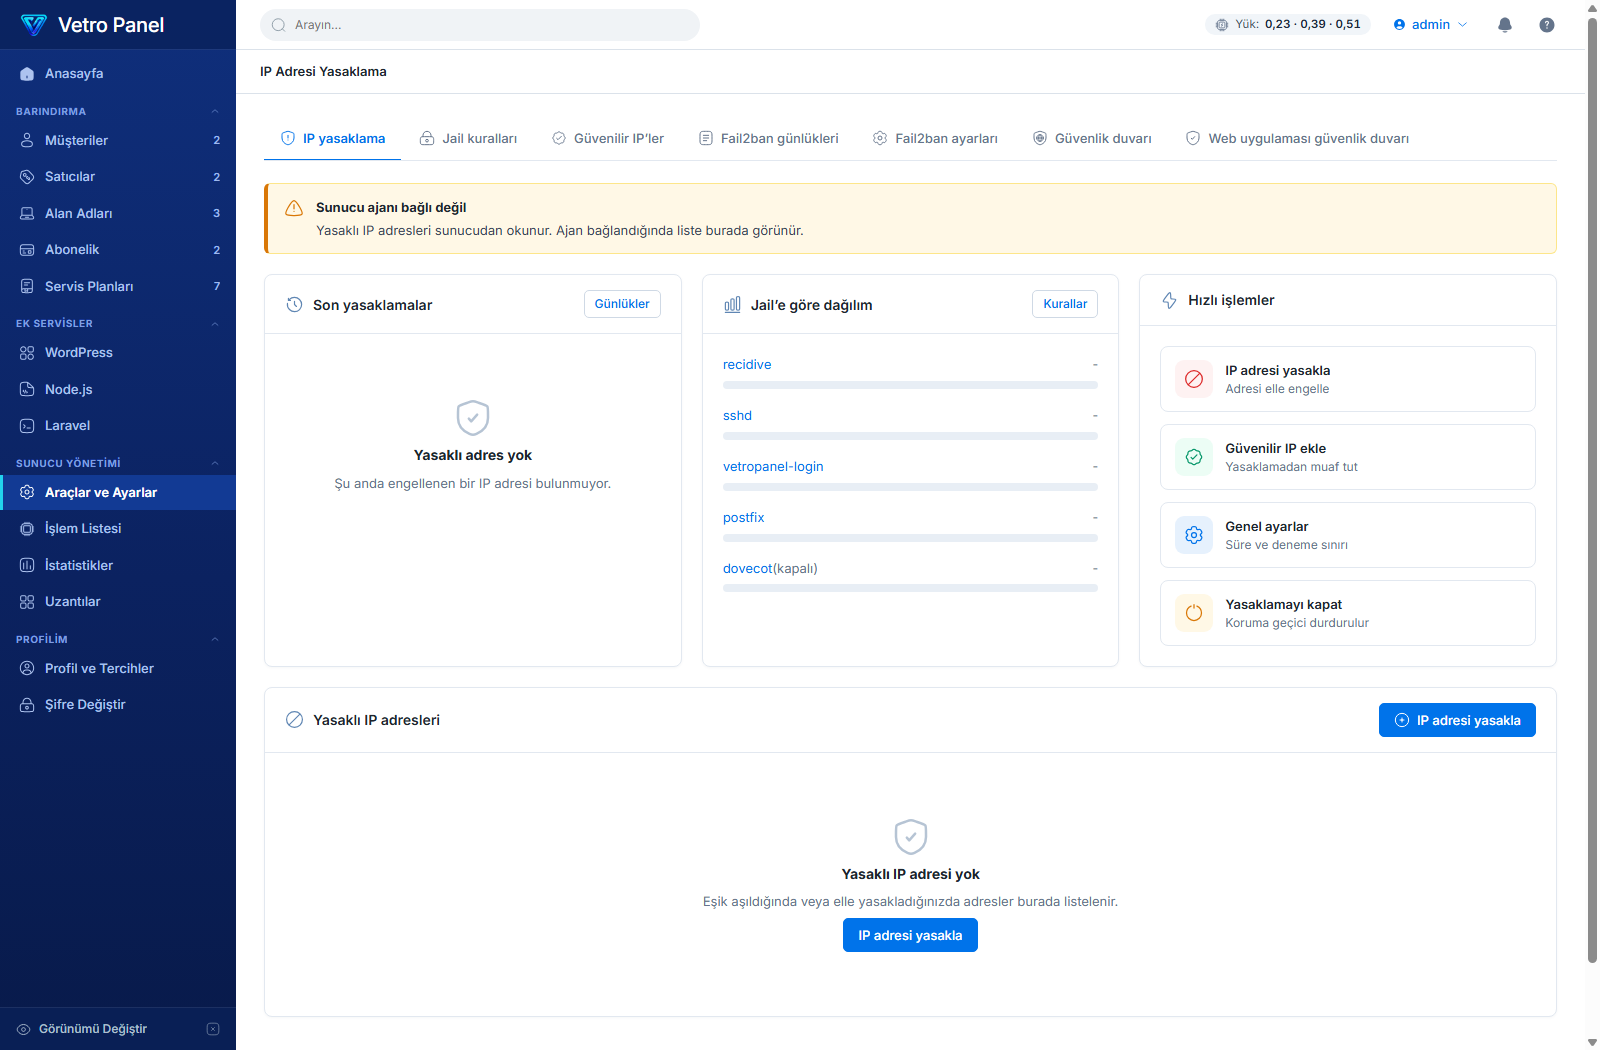 Vetro Panel
Arayın...
Yük: 0,23 · 0,39 · 0,51
admin
Anasayfa
BARINDIRMA
Müşteriler 2
Satıcılar 2
Alan Adları 3
Abonelik 2
Servis Planları 7
EK SERVİSLER
WordPress
Node.js
Laravel
SUNUCU YÖNETİMİ
Araçlar ve Ayarlar
İşlem Listesi
İstatistikler
Uzantılar
PROFİLİM
Profil ve Tercihler
Şifre Değiştir
Görünümü Değiştir
IP Adresi Yasaklama
IP yasaklama
Jail kuralları
Güvenilir IP’ler
Fail2ban günlükleri
Fail2ban ayarları
Güvenlik duvarı
Web uygulaması güvenlik duvarı
Sunucu ajanı bağlı değil
Yasaklı IP adresleri sunucudan okunur. Ajan bağlandığında liste burada görünür.
Son yasaklamalar
Günlükler
Yasaklı adres yok
Şu anda engellenen bir IP adresi bulunmuyor.
Jail’e göre dağılım
Kurallar
recidive -
sshd -
vetropanel-login -
postfix -
dovecot(kapalı) -
Hızlı işlemler
IP adresi yasakla
Adresi elle engelle
Güvenilir IP ekle
Yasaklamadan muaf tut
Genel ayarlar
Süre ve deneme sınırı
Yasaklamayı kapat
Koruma geçici durdurulur
Yasaklı IP adresleri
IP adresi yasakla
Yasaklı IP adresi yok
Eşik aşıldığında veya elle yasakladığınızda adresler burada listelenir.
IP adresi yasakla